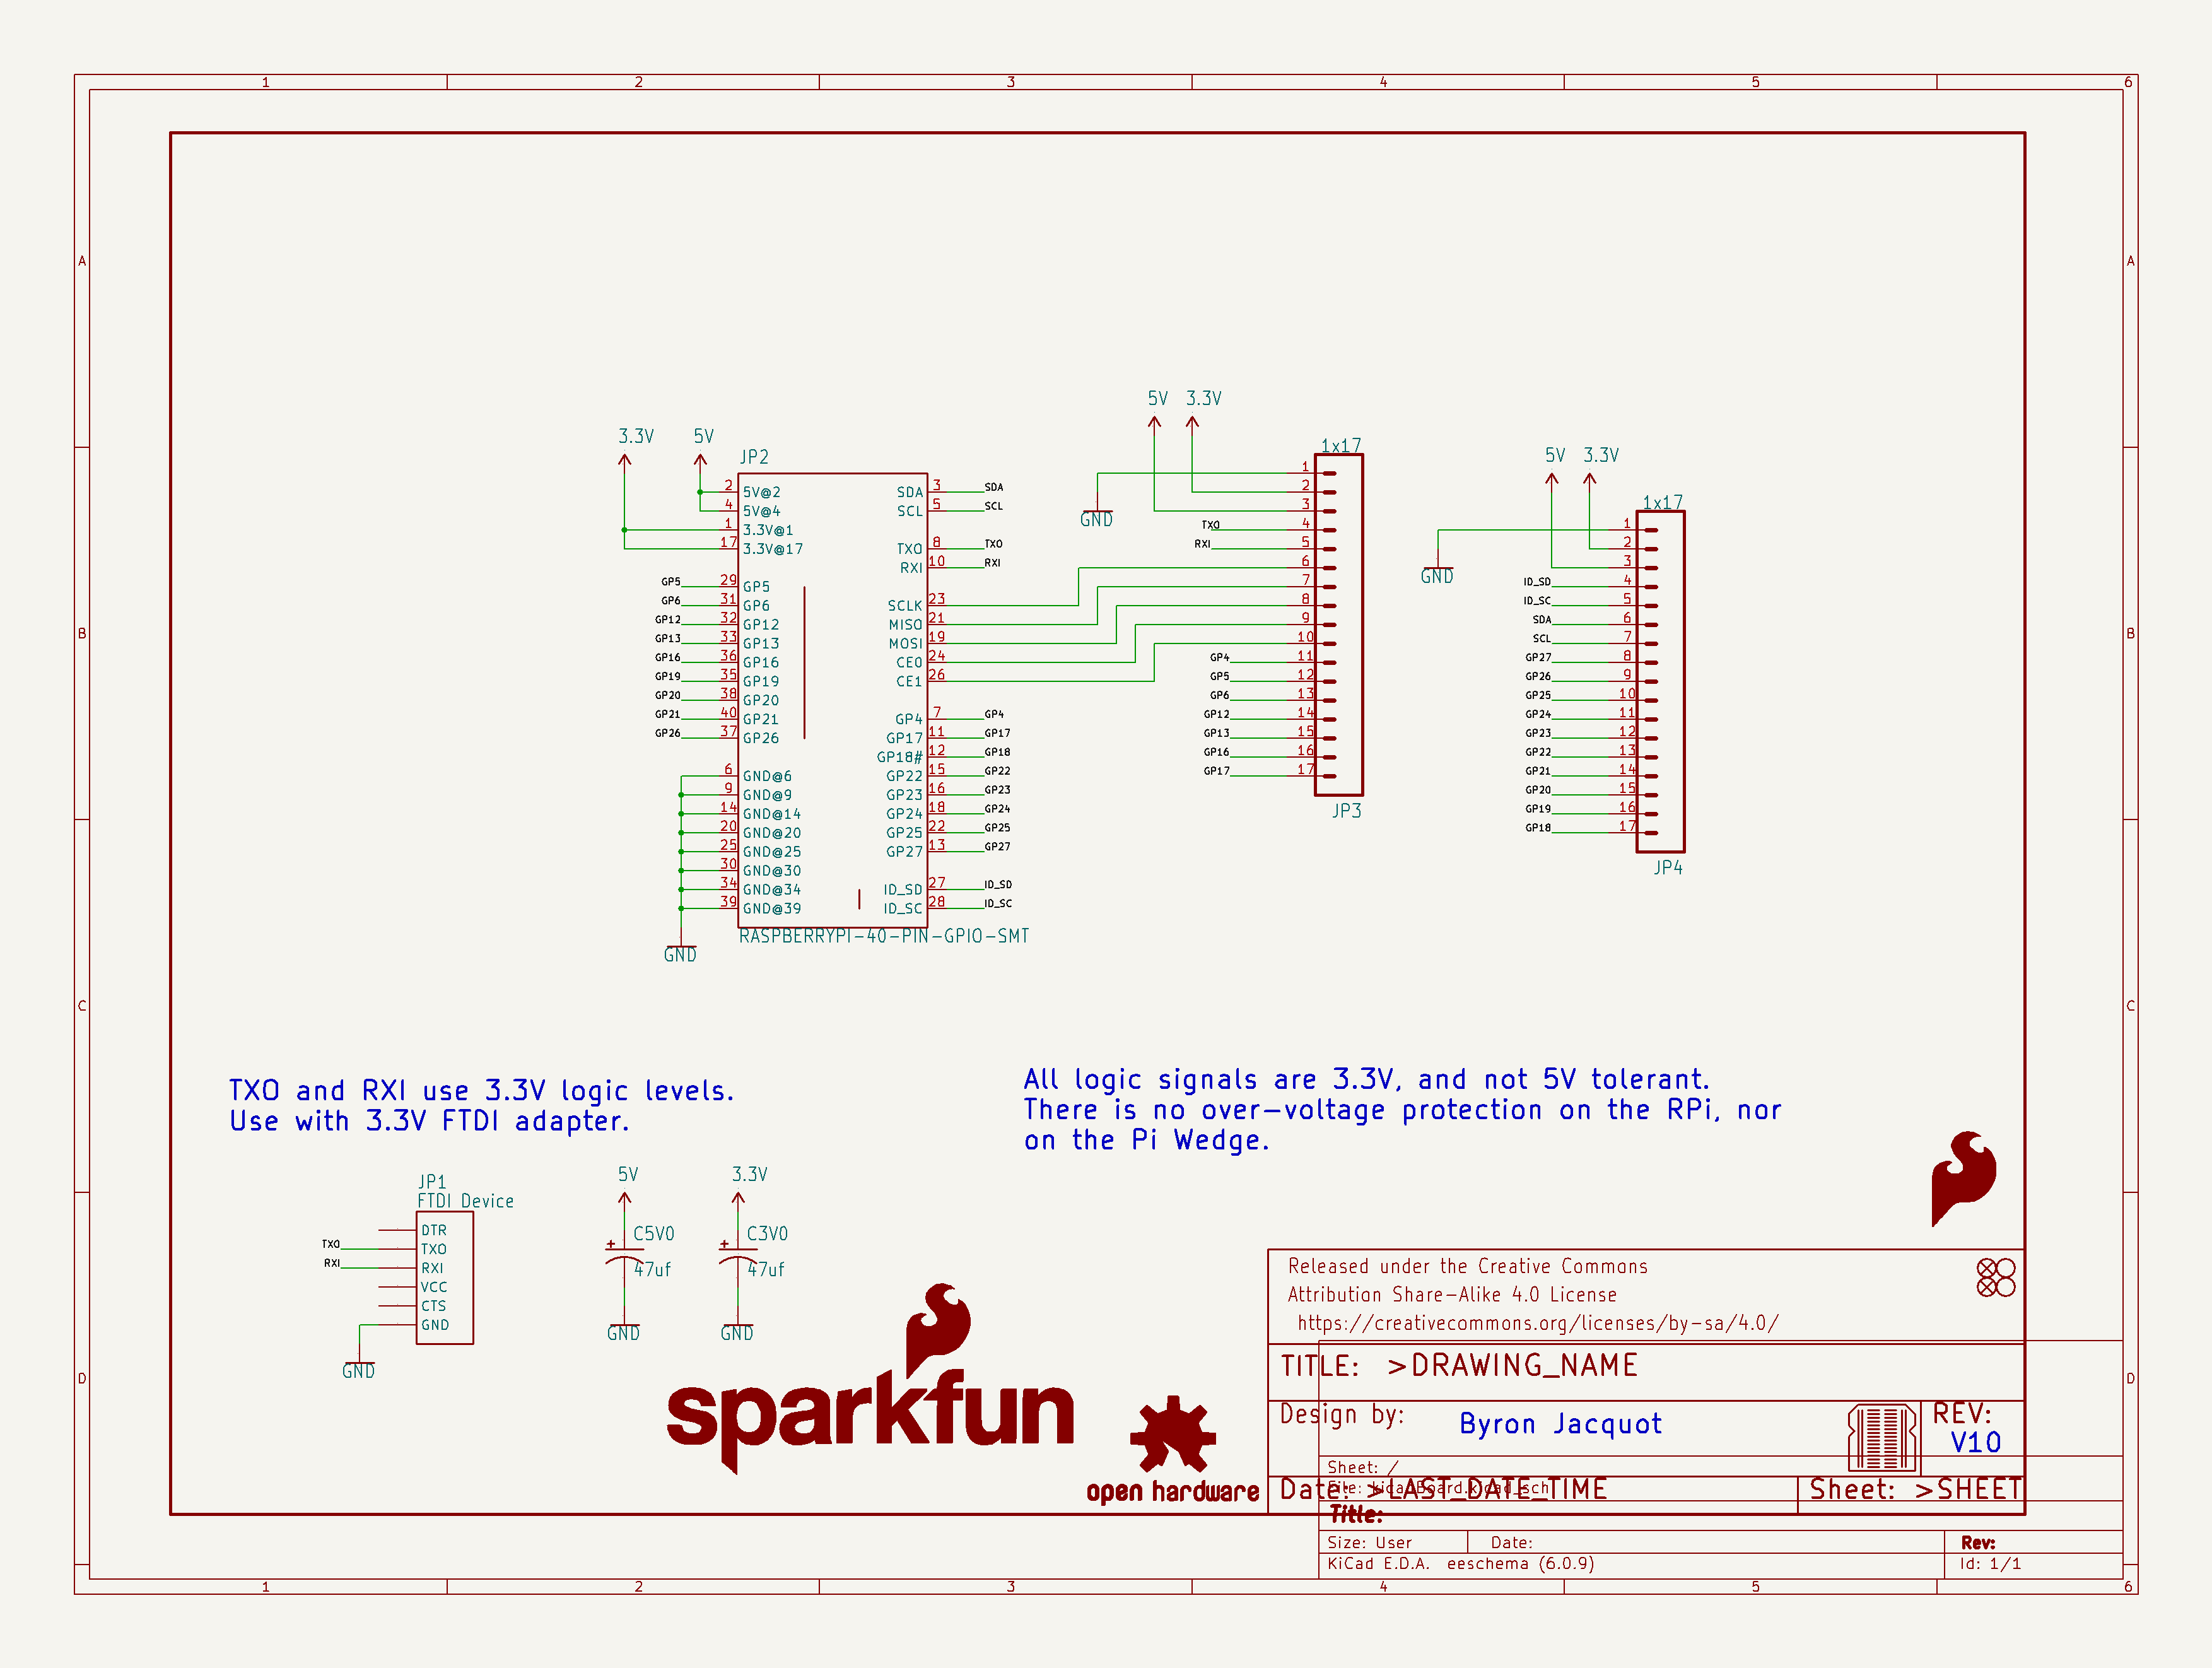 1 2 3 4 5 6
A A
B B
C C
D D
3.3V 5V
JP2
2 5V@2
4 5V@4
1 3.3V@1
17 3.3V@17
GP5 29 GP5
GP6 31 GP6
GP12 32 GP12
GP13 33 GP13
GP16 36 GP16
GP19 35 GP19
GP20 38 GP20
GP21 40 GP21
GP26 37 GP26
6 GND@6
9 GND@9
14 GND@14
20 GND@20
25 GND@25
30 GND@30
34 GND@34
39 GND@39
GND
SDA 3 SDA
SCL 5 SCL
TXO 8 TXO
RXI 10 RXI
SCLK 23
MISO 21
MOSI 19
CE0 24
CE1 26
GP4 7 GP4
GP17 11 GP17
GP18# 12 GP18
GP22 15 GP22
GP23 16 GP23
GP24 18 GP24
GP25 22 GP25
GP27 13 GP27
ID_SD 27 ID_SD
ID_SC 28 ID_SC
RASPBERRYPI-40-PIN-GPIO-SMT
5V 3.3V
1x17
GND
1
2
3
TXO 4
RXI 5
6
7
8
9
10
GP4 11
GP5 12
GP6 13
GP12 14
GP13 15
GP16 16
GP17 17
JP3
5V 3.3V
1x17
GND
1
2
3
ID_SD 4
ID_SC 5
SDA 6
SCL 7
GP27 8
GP26 9
GP25 10
GP24 11
GP23 12
GP22 13
GP21 14
GP20 15
GP19 16
GP18 17
JP4
TXO and RXI use 3.3V logic levels.
Use with 3.3V FTDI adapter.
All logic signals are 3.3V, and not 5V tolerant.
There is no over-voltage protection on the RPi, nor
on the Pi Wedge.
JP1
FTDI Device
DTR
TXO TXO
RXI RXI
VCC
CTS
GND
GND
5V
+ C5V0
47uf
GND
3.3V
+ C3V0
47uf
GND
sparkfun
open hardware
Released under the Creative Commons
Attribution Share-Alike 4.0 License
https://creativecommons.org/licenses/by-sa/4.0/
TITLE: >DRAWING_NAME
Design by: Byron Jacquot
REV:
V10
Date: >LAST_DATE_TIME
Sheet: >SHEET
Sheet: /
File: kicadBoard.kicad_sch
Title:
Size: User Date: Rev:
KiCad E.D.A. eeschema (6.0.9) Id: 1/1
1 2 3 4 5 6